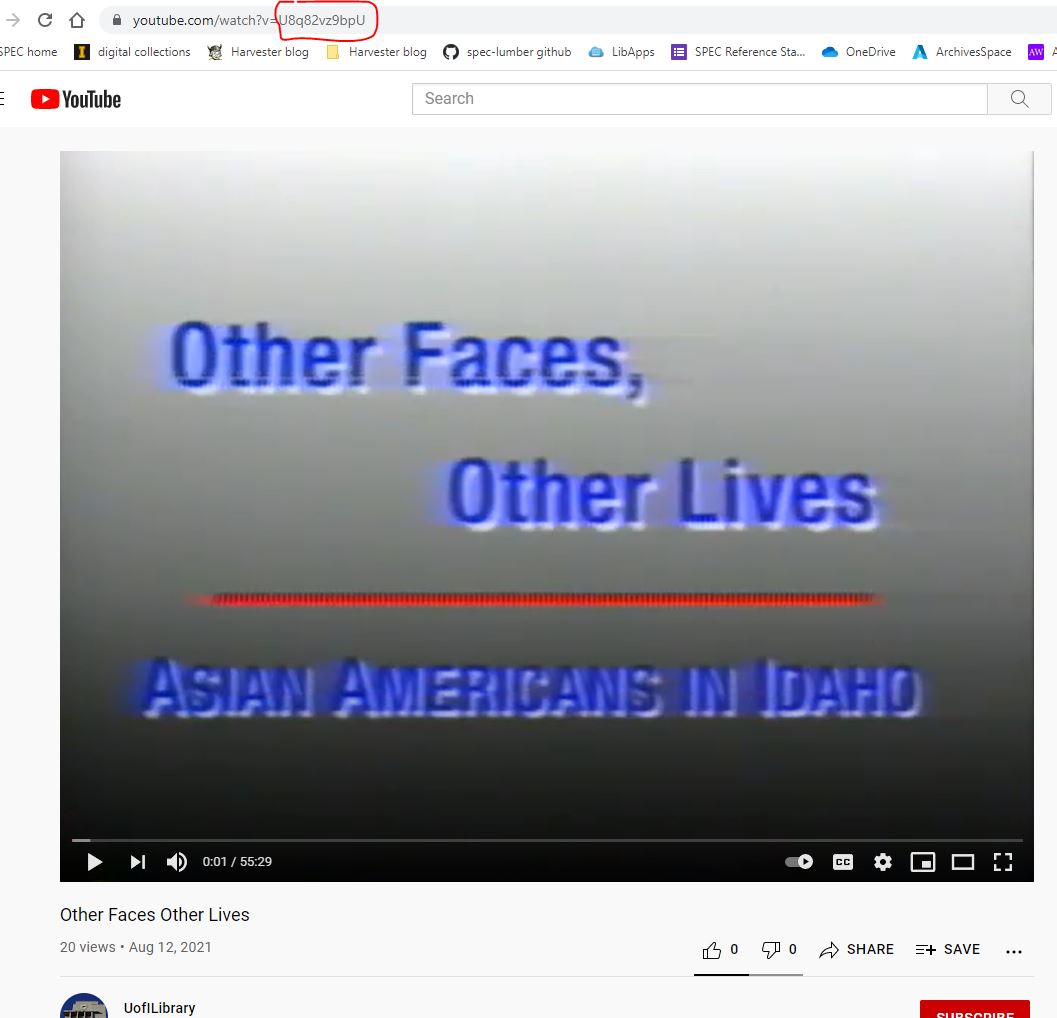 youtube.com/watch?v=U8q82vz9bpU
SPEC home digital collections Harvester blog Harvester blog spec-lumber github LibApps SPEC Reference Sta... OneDrive ArchivesSpace AW A
YouTube
Search
Other Faces,
Other Lives
ASIAN AMERICANS IN IDAHO
0:01 / 55:29
CC
Other Faces Other Lives
20 views • Aug 12, 2021
0 0 SHARE SAVE ...
UofILibrary
SUBSCRIBE